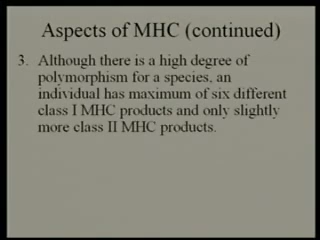 Aspects of MHC (continued)
3. Although there is a high degree of
polymorphism for a species, an
individual has maximum of six different
class I MHC products and only slightly
more class II MHC products.